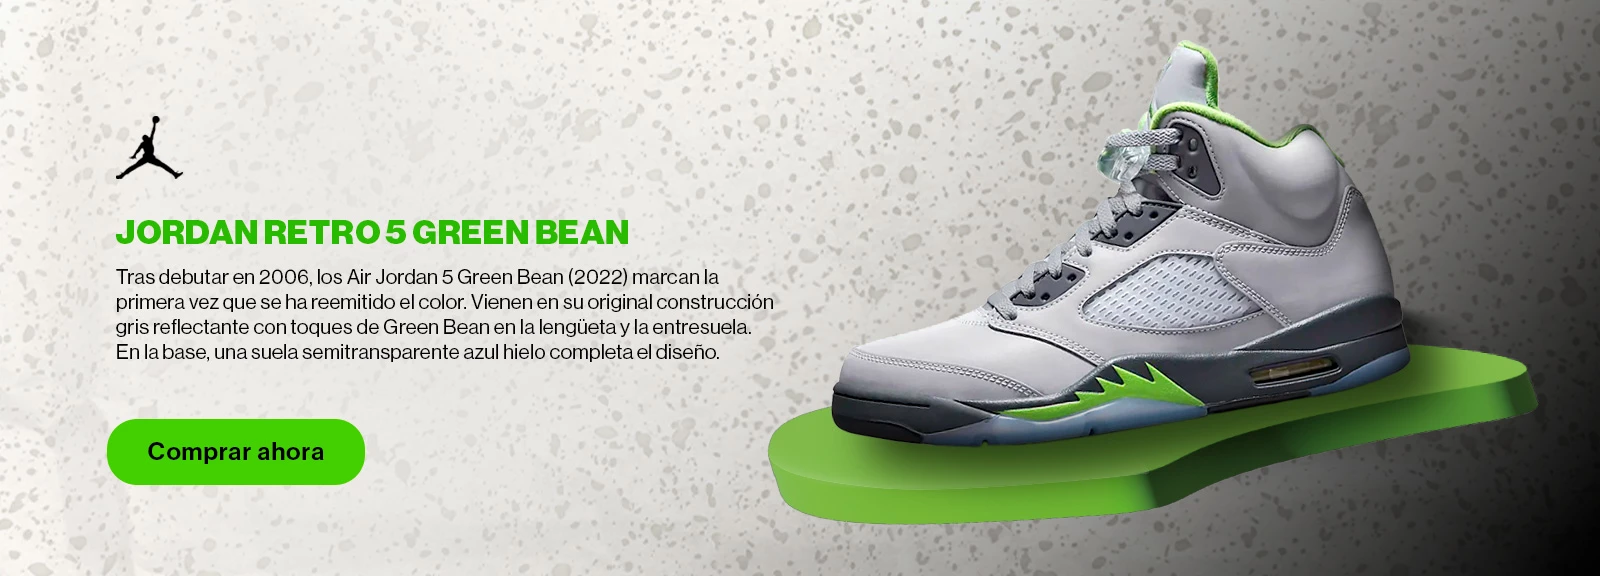 JORDAN RETRO 5 GREEN BEAN
Tras debutar en 2006, los Air Jordan 5 Green Bean (2022) marcan la
primera vez que se ha reemitido el color. Vienen en su original construcción
gris reflectante con toques de Green Bean en la lengüeta y la entresuela.
En la base, una suela semitransparente azul hielo completa el diseño.
Comprar ahora